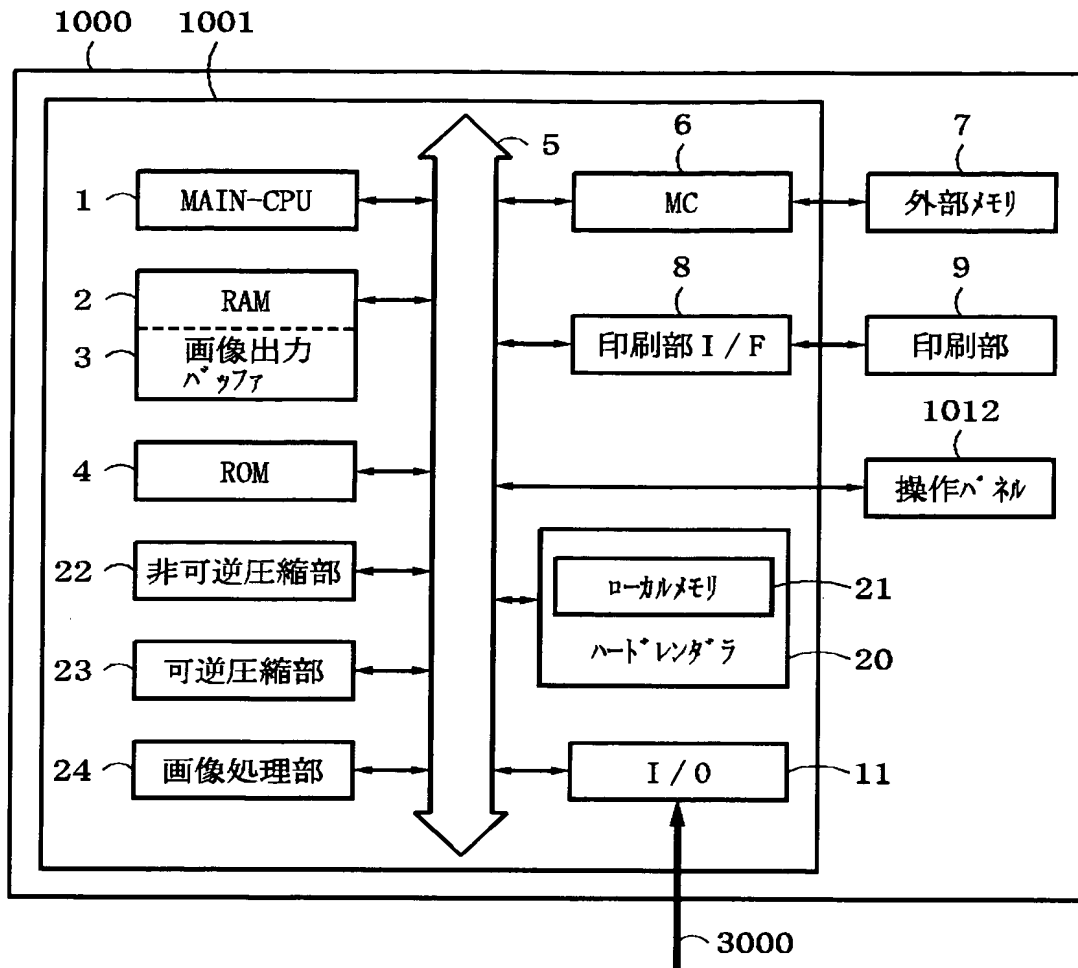 1000
1001
5
6
7
1
MAIN-CPU
MC
外部メモリ
2
RAM
8
9
3
画像出力
バッファ
印刷部I/F
印刷部
1012
4
ROM
操作パネル
22
非可逆圧縮部
ローカルメモリ
21
23
可逆圧縮部
ハードレンダラ
20
24
画像処理部
I/O
11
3000